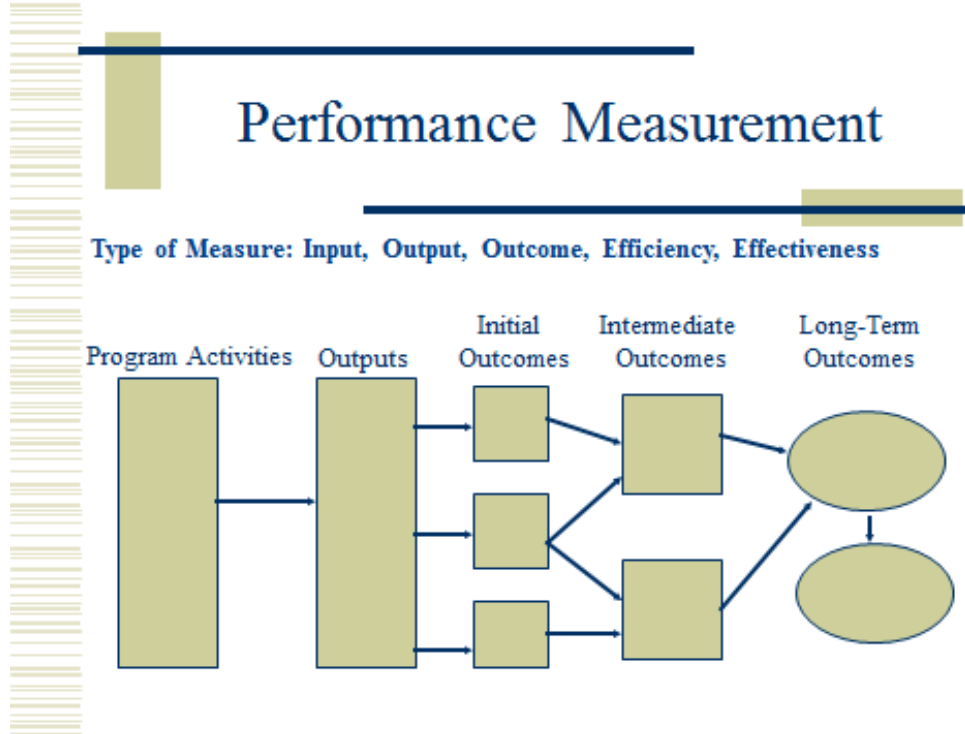 Performance Measurement
Type of Measure: Input, Output, Outcome, Efficiency, Effectiveness
Program Activities
Outputs
Initial
Outcomes
Intermediate
Outcomes
Long-Term
Outcomes